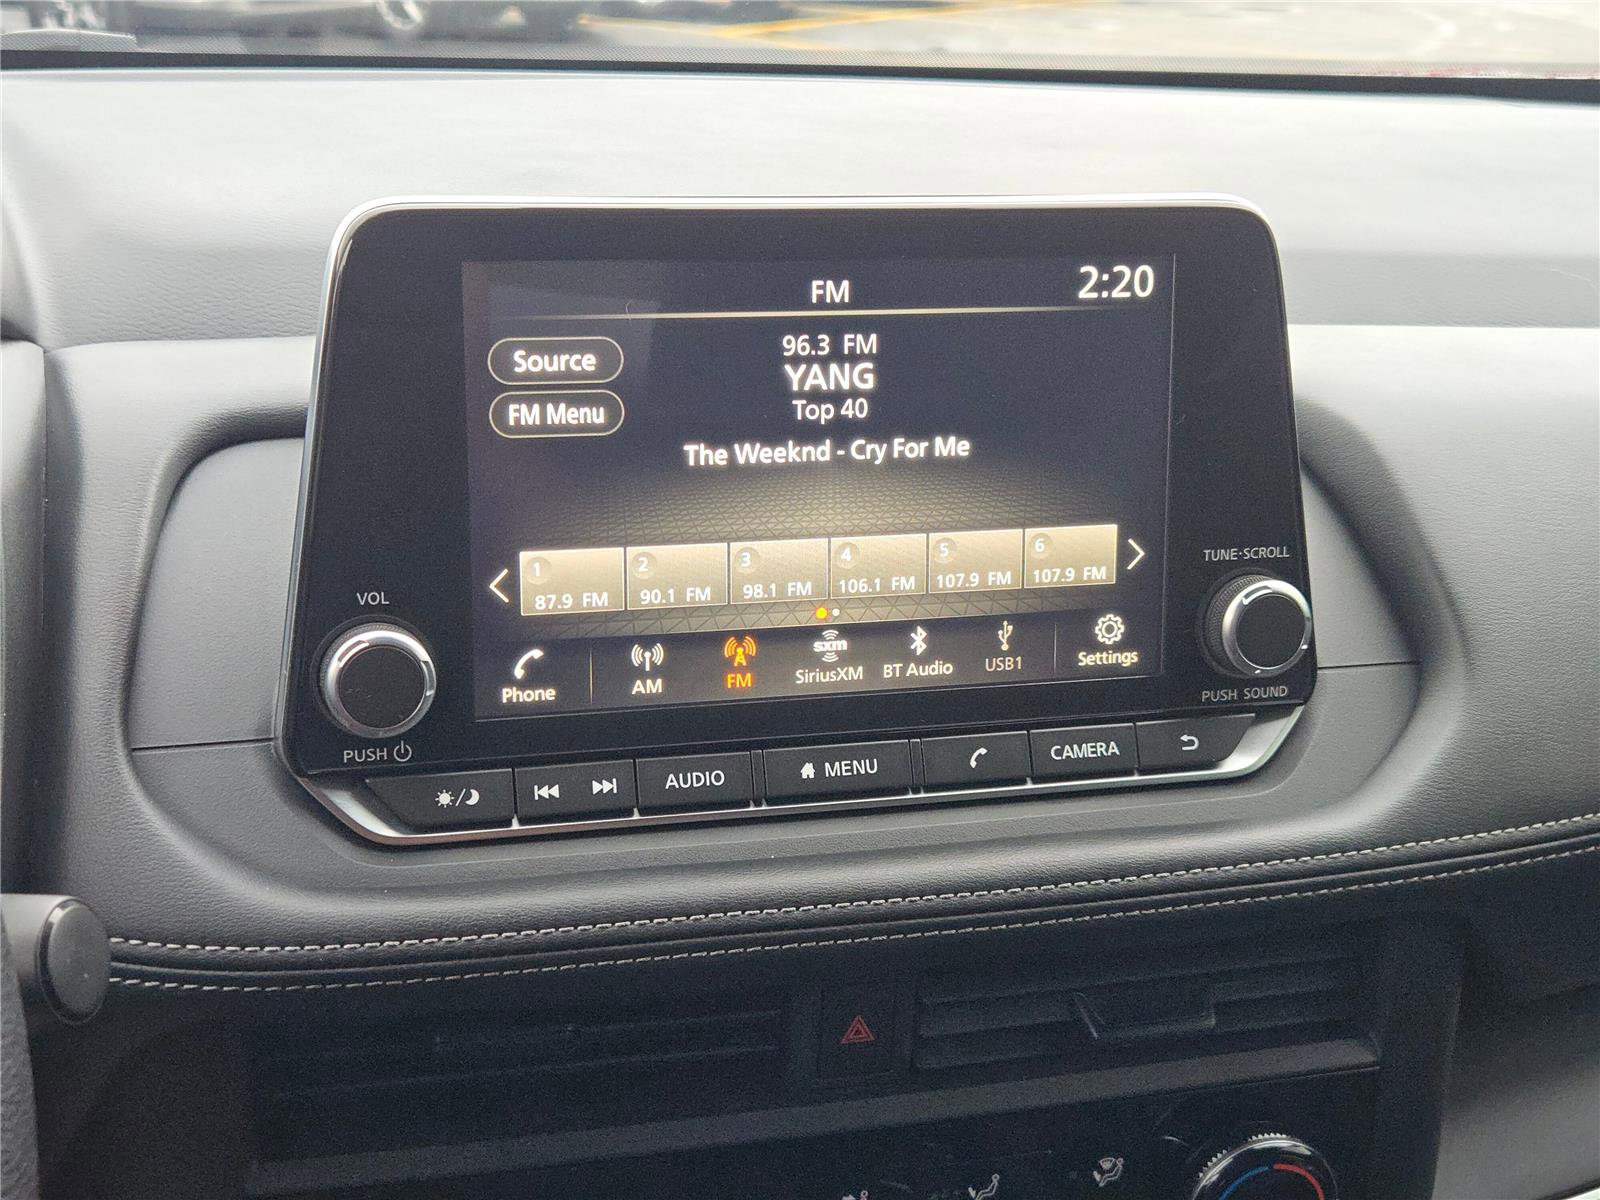 FM
2:20
Source
FM Menu
96.3 FM
YANG
Top 40
The Weeknd - Cry For Me
1
87.9 FM
2
90.1 FM
3
98.1 FM
4
106.1 FM
5
107.9 FM
6
107.9 FM
Phone
AM
FM
sxm
SiriusXM
BT Audio
USB1
Settings
VOL
PUSH
TUNE·SCROLL
PUSH SOUND
AUDIO
MENU
CAMERA